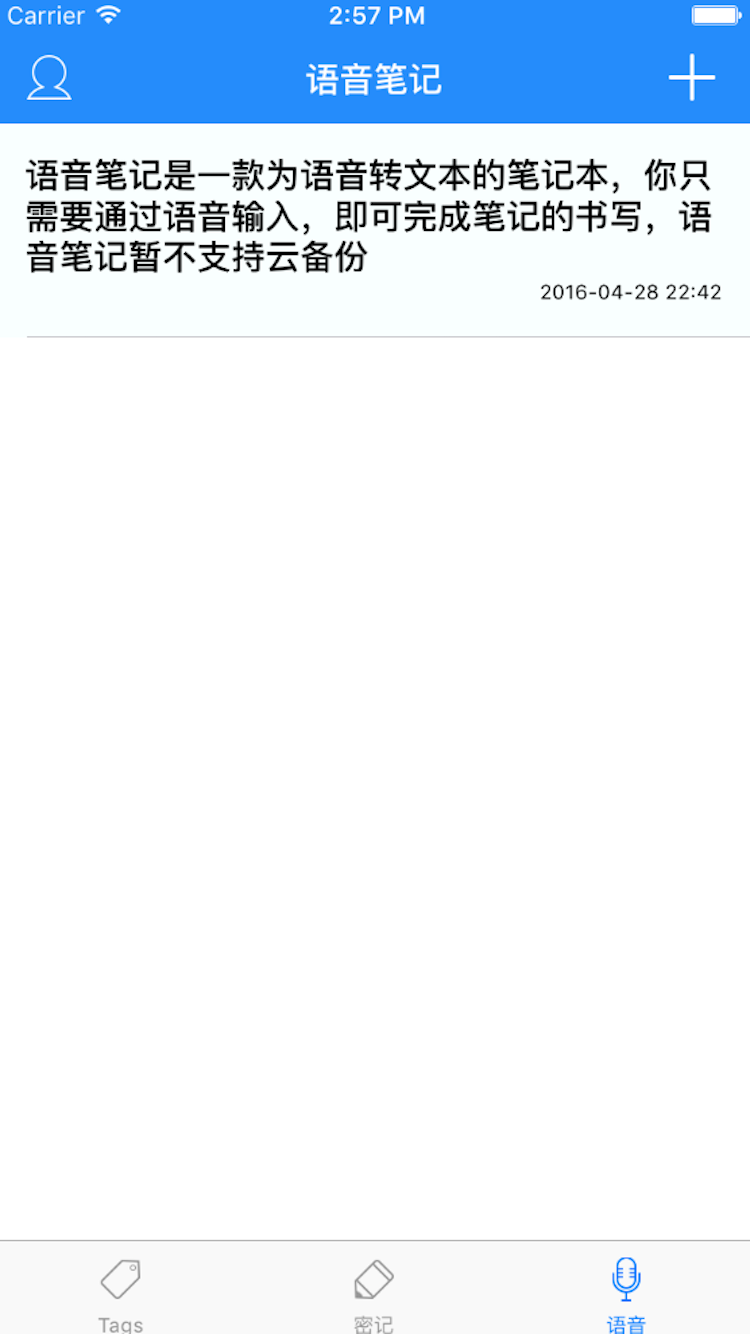 Carrier 2:57 PM
语音笔记
语音笔记是一款为语音转文本的笔记本，你只
需要通过语音输入，即可完成笔记的书写，语
音笔记暂不支持云备份
2016-04-28 22:42
Tags 密记 语音